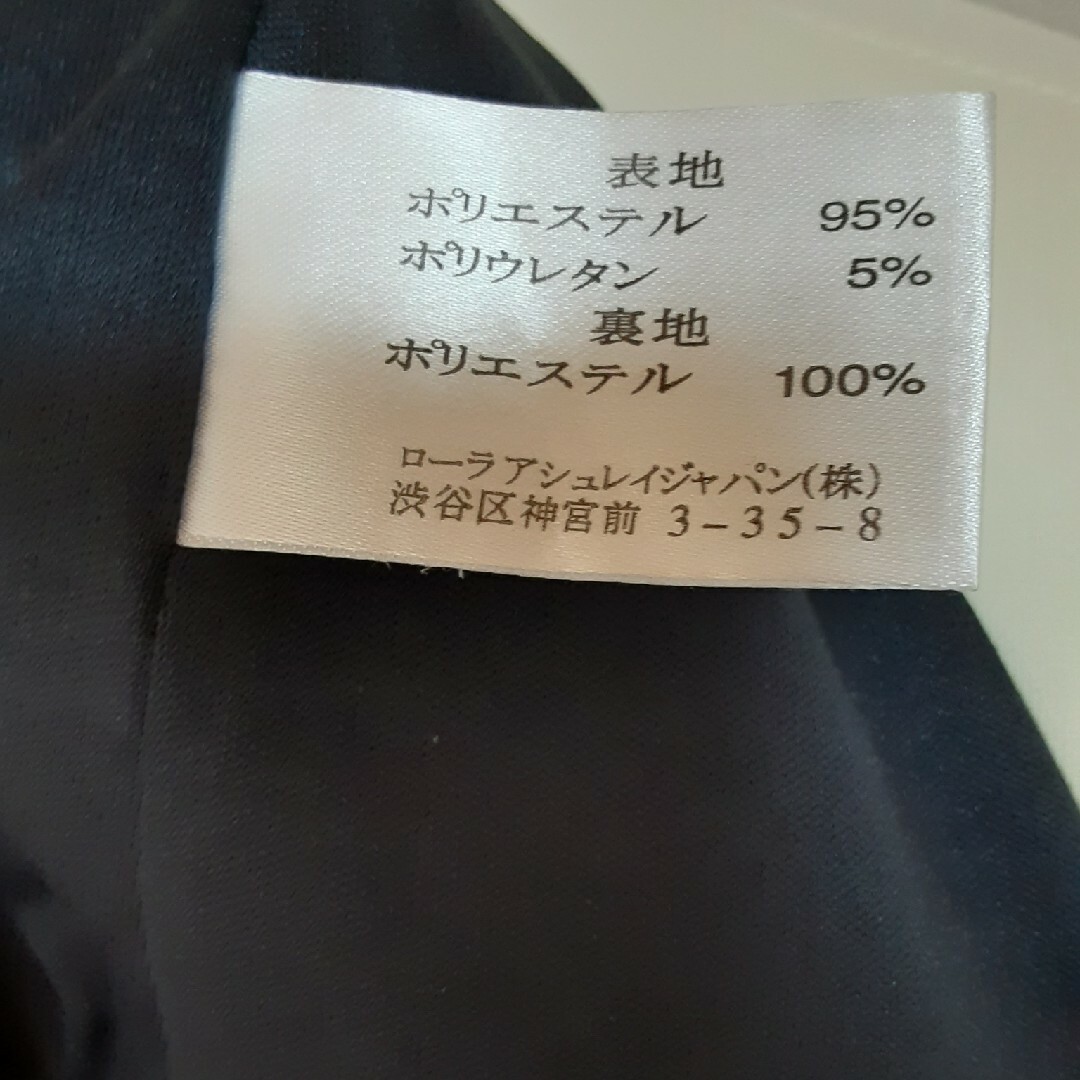 表地
ポリエステル 95%
ポリウレタン 5%
裏地
ポリエステル 100%
ローラアシュレイジャパン(株)
渋谷区神宮前 3-35-8